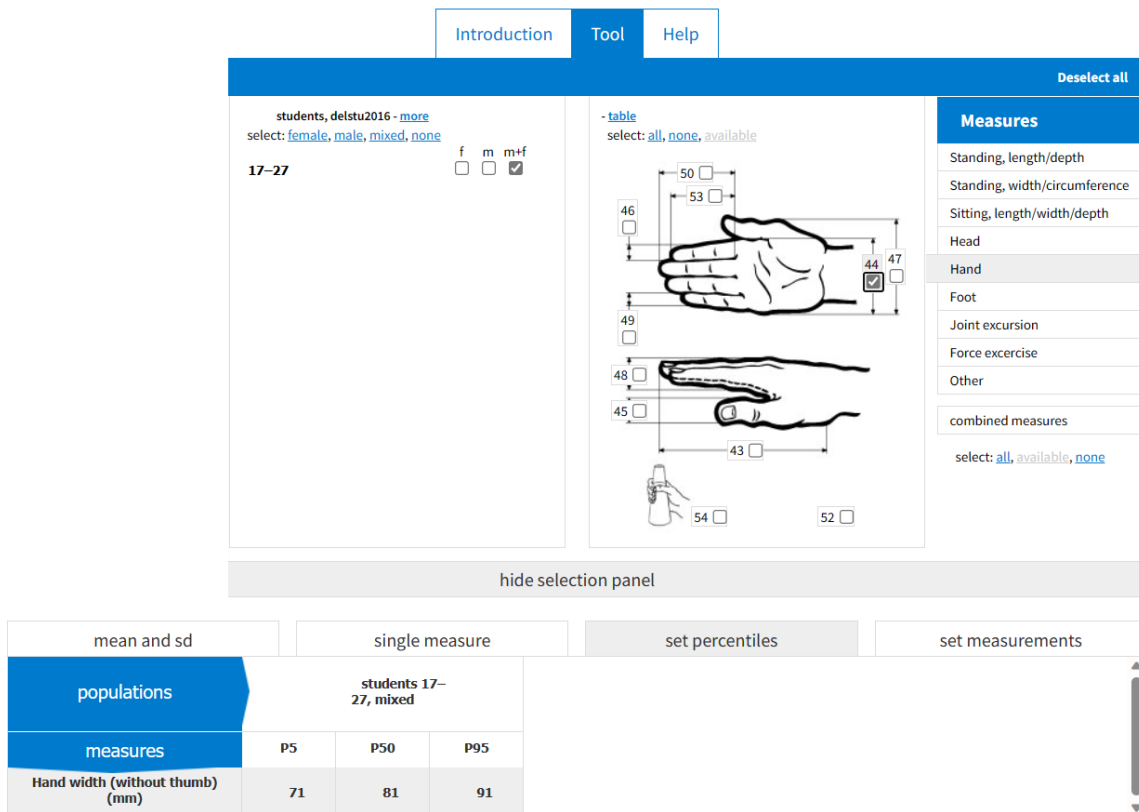 Introduction Tool Help
Deselect all
students, delstu2016 - more
select: female, male, mixed, none
f m m+f
17–27
- table
select: all, none, available
50
53
46
44 47
49
48
45
43
54 52
Measures
Standing, length/depth
Standing, width/circumference
Sitting, length/width/depth
Head
Hand
Foot
Joint excursion
Force excercise
Other
combined measures
select: all, available, none
hide selection panel
mean and sd single measure set percentiles set measurements
populations
students 17–
27, mixed
measures P5 P50 P95
Hand width (without thumb)
(mm)
71 81 91